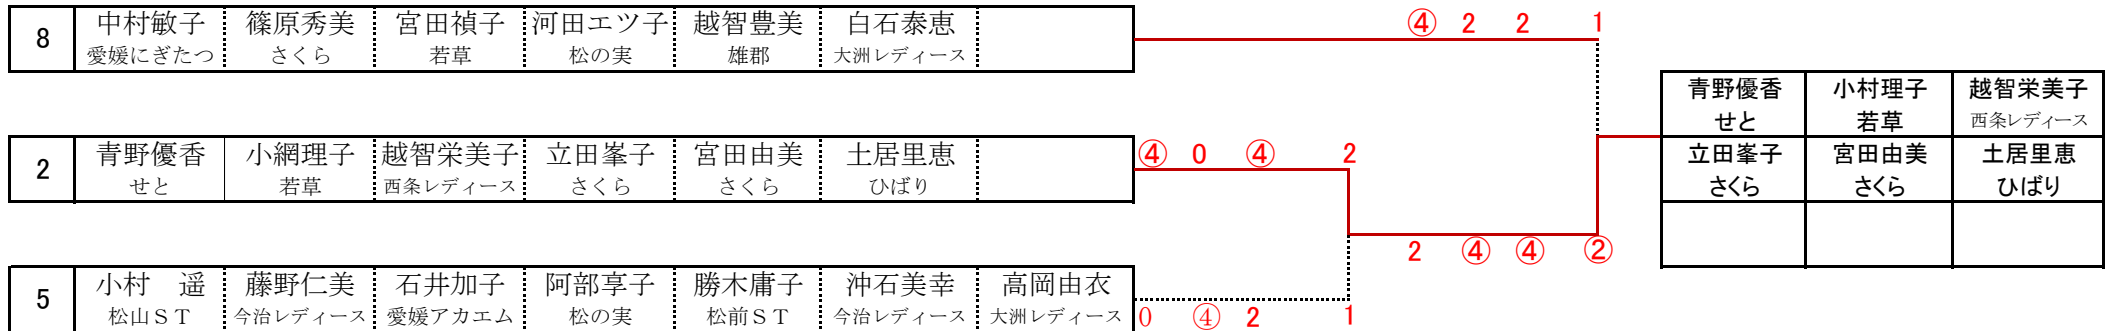 8 中村敏子 篠原秀美 宮田禎子 河田エツ子 越智豊美 白石泰恵
愛媛にぎたつ さくら 若草 松の実 雄郡 大洲レディース
④ 2 2 1
青野優香 小村理子 越智栄美子
せと 若草 西条レディース
立田峯子 宮田由美 土居里恵
さくら さくら ひばり
2 青野優香 小網理子 越智栄美子 立田峯子 宮田由美 土居里恵
せと 若草 西条レディース さくら さくら ひばり
④ 0 ④ 2
2 ④ ④ ②
5 小村　遥 藤野仁美 石井加子 阿部享子 勝木庸子 沖石美幸 高岡由衣
松山ＳＴ 今治レディース 愛媛アカエム 松の実 松前ＳＴ 今治レディース 大洲レディース
0 ④ 2 1